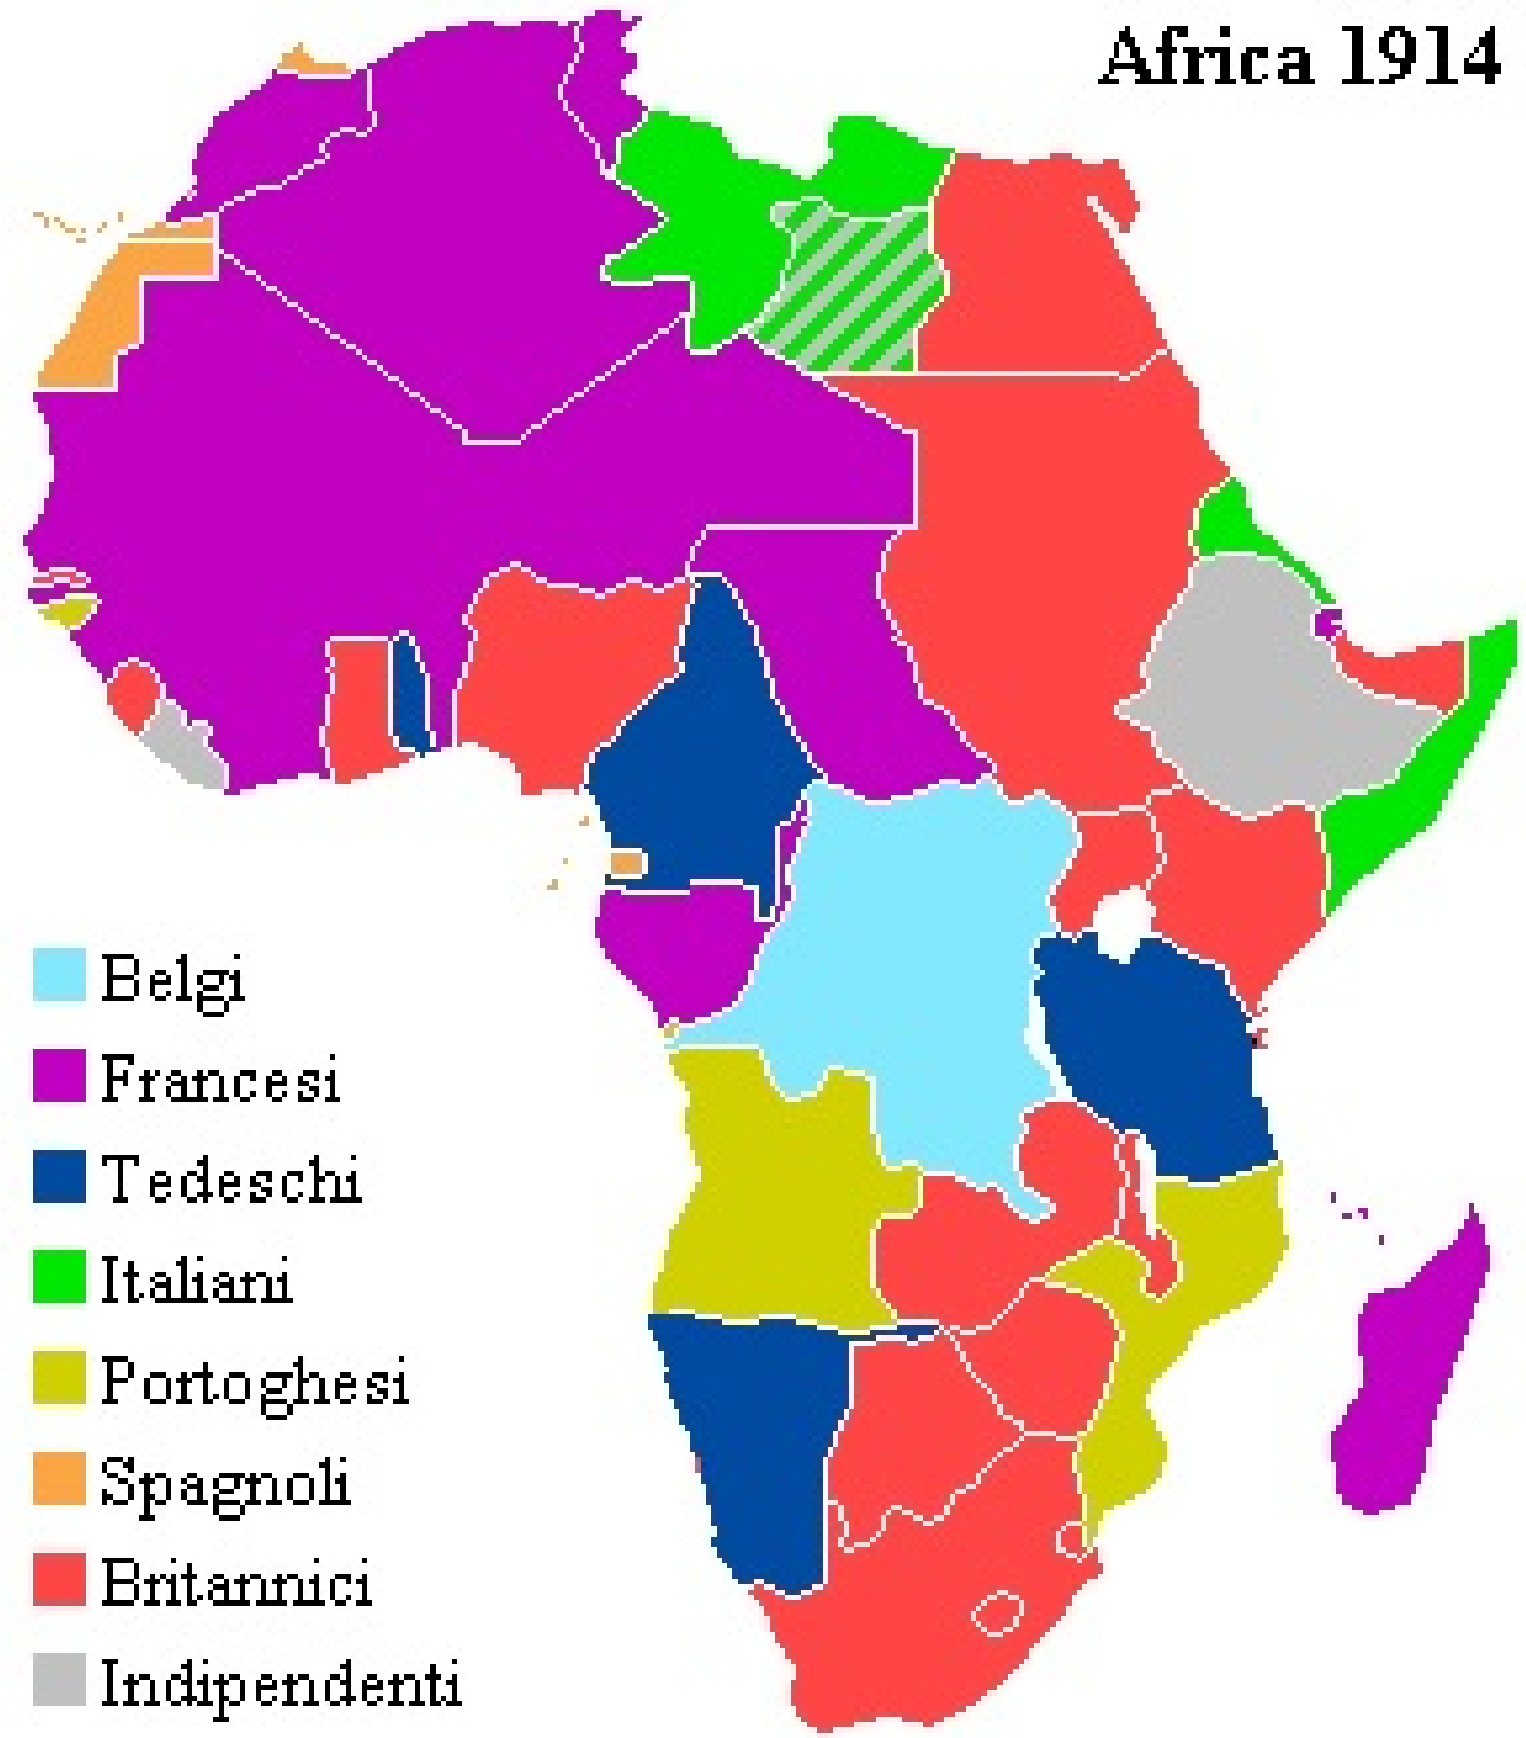 Africa 1914
Belgi
Francesi
Tedeschi
Italiani
Portoghesi
Spagnoli
Britannici
Indipendenti